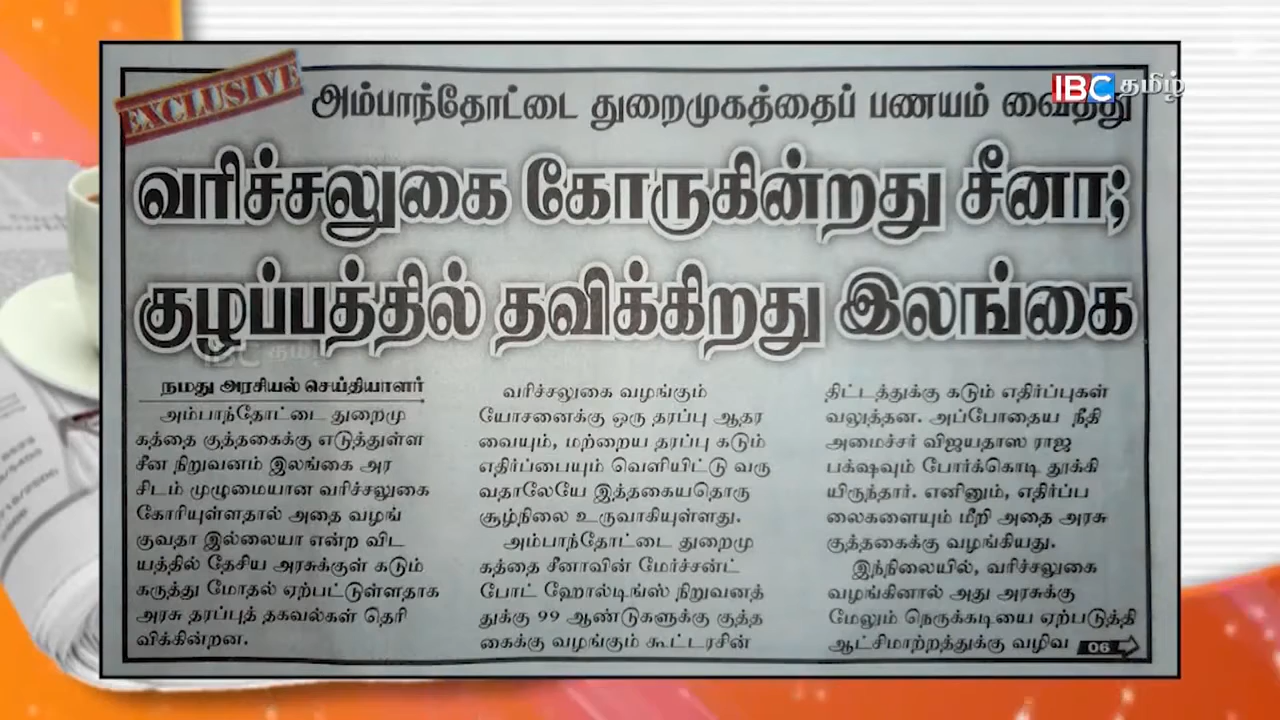 EXCLUSIVE
அம்பாந்தோட்டை துறைமுகத்தைப் பணயம் வைத்து
IBC தமிழ்
வரிச்சலுகை கோருகின்றது சீனா;
குழப்பத்தில் தவிக்கிறது இலங்கை
IBC தமிழ்
நமது அரசியல் செய்தியாளர்
அம்பாந்தோட்டை துறைமு
கத்தை குத்தகைக்கு எடுத்துள்ள
சீன நிறுவனம் இலங்கை அர
சிடம் முழுமையான வரிச்சலுகை
கோரியுள்ளதால் அதை வழங்
குவதா இல்லையா என்ற விட
யத்தில் தேசிய அரசுக்குள் கடும்
கருத்து மோதல் ஏற்பட்டுள்ளதாக
அரசு தரப்புத் தகவல்கள் தெரி
விக்கின்றன.
வரிச்சலுகை வழங்கும்
யோசனைக்கு ஒரு தரப்பு ஆதர
வையும், மற்றைய தரப்பு கடும்
எதிர்ப்பையும் வெளியிட்டு வரு
வதாலேயே இத்தகையதொரு
சூழ்நிலை உருவாகியுள்ளது.
அம்பாந்தோட்டை துறைமு
கத்தை சீனாவின் மேர்ச்சன்ட்
போட் ஹோல்டிங்ஸ் நிறுவனத்
துக்கு 99 ஆண்டுகளுக்கு குத்த
கைக்கு வழங்கும் கூட்டரசின்
திட்டத்துக்கு கடும் எதிர்ப்புகள்
வலுத்தன. அப்போதைய நீதி
அமைச்சர் விஜயதாஸ ராஜ
பக்‌ஷவும் போர்க்கொடி தூக்கி
யிருந்தார். எனினும், எதிர்ப்ப
லைகளையும் மீறி அதை அரசு
குத்தகைக்கு வழங்கியது.
இந்நிலையில், வரிச்சலுகை
வழங்கினால் அது அரசுக்கு
மேலும் நெருக்கடியை ஏற்படுத்தி
ஆட்சிமாற்றத்துக்கு வழிவ 06